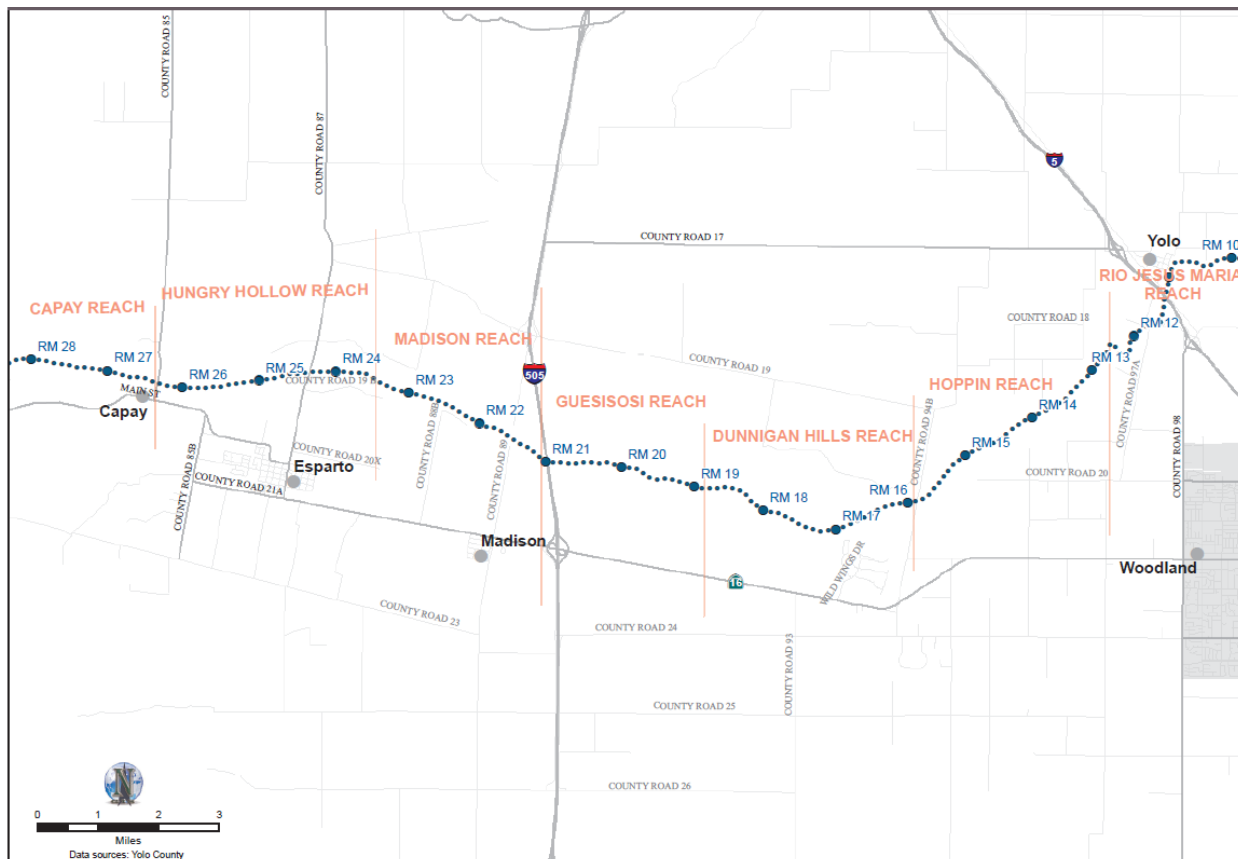 COUNTY ROAD 85
COUNTY ROAD 87
5
COUNTY ROAD 17
Yolo
RM 10
RIO JESUS MARIA
REACH
HUNGRY HOLLOW REACH
CAPAY REACH
MADISON REACH
COUNTY ROAD 18
RM 12
RM 28
RM 27
RM 26
RM 25
RM 24
COUNTY ROAD 19 B
RM 23
505
COUNTY ROAD 19
RM 13
COUNTY ROAD 97A
MAIN ST
Capay
GUESISOSI REACH
HOPPIN REACH
RM 22
RM 14
COUNTY ROAD 94B
COUNTY ROAD 98
COUNTY ROAD 85B
COUNTY ROAD 20X
COUNTY ROAD 88B
COUNTY ROAD 89
DUNNIGAN HILLS REACH
RM 21
RM 20
RM 19
RM 15
COUNTY ROAD 20
Esparto
COUNTY ROAD 21A
RM 18
RM 17
RM 16
Madison
WILD WINGS DR
16
Woodland
COUNTY ROAD 23
COUNTY ROAD 24
COUNTY ROAD 93
COUNTY ROAD 25
COUNTY ROAD 26
N
0 1 2 3
Miles
Data sources: Yolo County